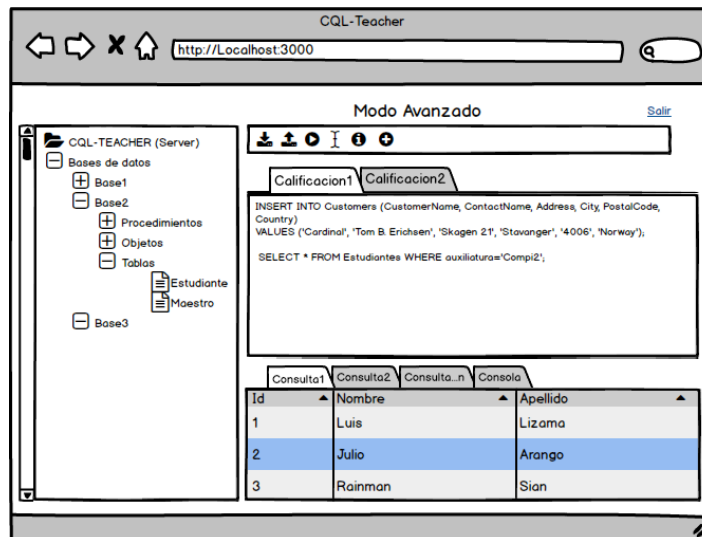 CQL-Teacher
http://Localhost:3000
Modo Avanzado
Salir
CQL-TEACHER (Server)
Bases de datos
Base1
Base2
Procedimientos
Objetos
Tablas
Estudiante
Maestro
Base3
Calificacion1 Calificacion2
INSERT INTO Customers (CustomerName, ContactName, Address, City, PostalCode,
Country)
VALUES ('Cardinal', 'Tom B. Erichsen', 'Skagen 21', 'Stavanger', '4006', 'Norway');
SELECT * FROM Estudiantes WHERE auxiliatura='Compi2';
Consulta1 Consulta2 Consulta...n Consola
Id Nombre Apellido
1 Luis Lizama
2 Julio Arango
3 Rainman Sian